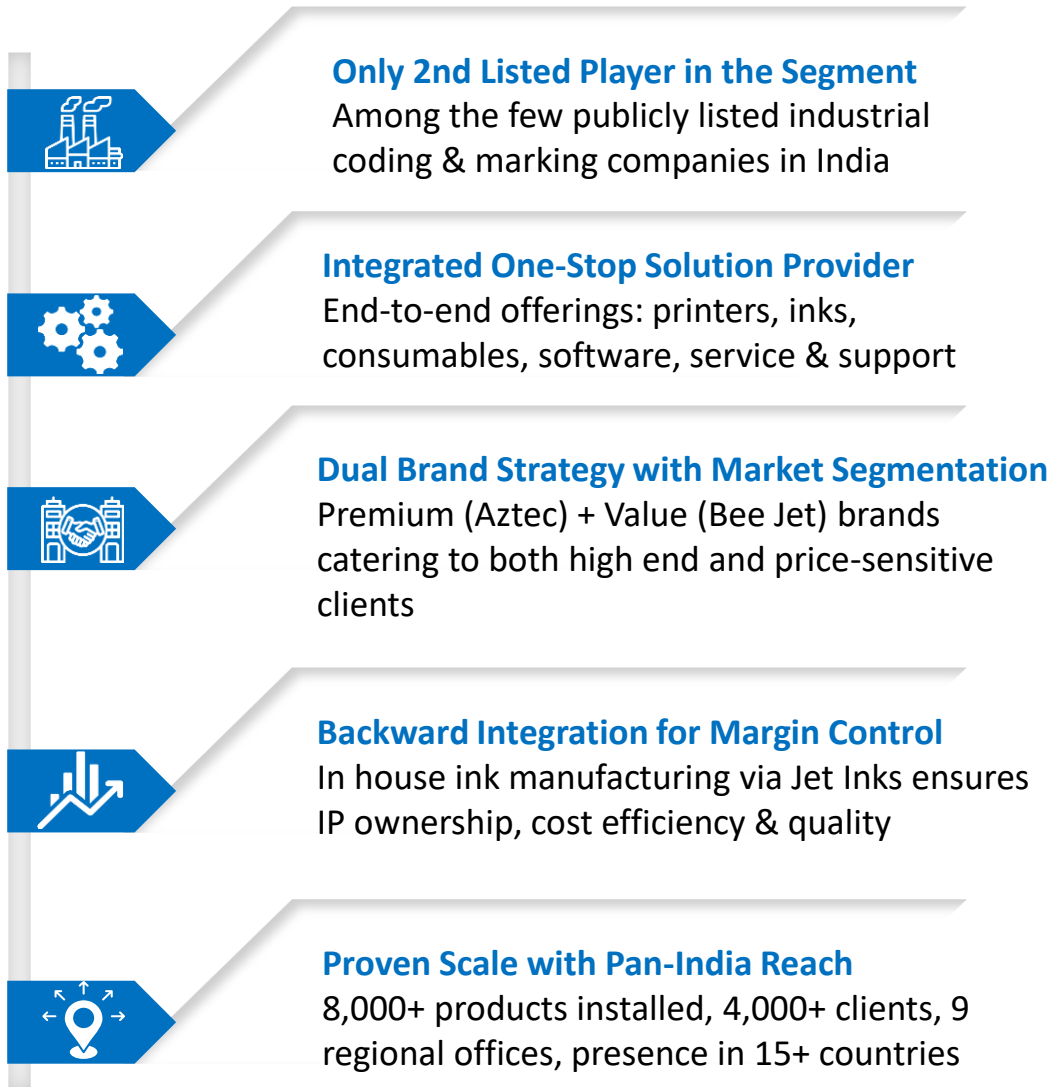 Only 2nd Listed Player in the Segment
Among the few publicly listed industrial
coding & marking companies in India
Integrated One-Stop Solution Provider
End-to-end offerings: printers, inks,
consumables, software, service & support
Dual Brand Strategy with Market Segmentation
Premium (Aztec) + Value (Bee Jet) brands
catering to both high end and price-sensitive
clients
Backward Integration for Margin Control
In house ink manufacturing via Jet Inks ensures
IP ownership, cost efficiency & quality
Proven Scale with Pan-India Reach
8,000+ products installed, 4,000+ clients, 9
regional offices, presence in 15+ countries